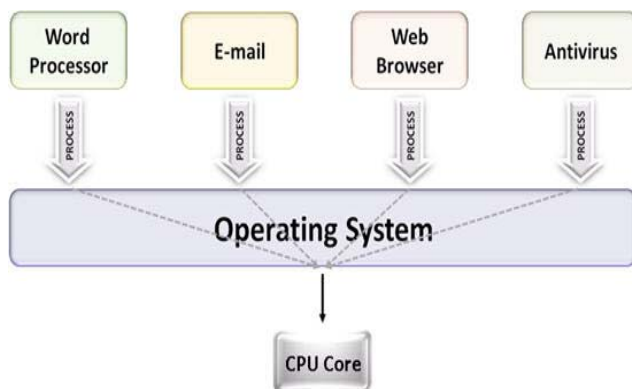 Word
Processor
E-mail
Web
Browser
Antivirus
PROCESS
PROCESS
PROCESS
PROCESS
Operating System
CPU Core